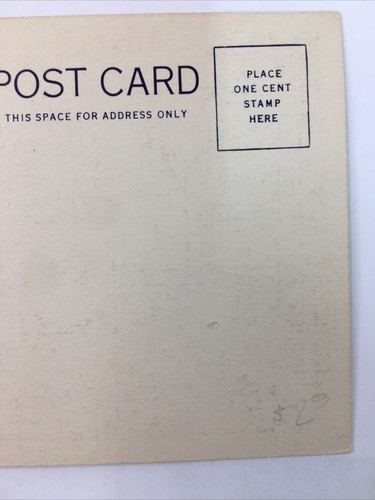 POST CARD
THIS SPACE FOR ADDRESS ONLY
PLACE
ONE CENT
STAMP
HERE